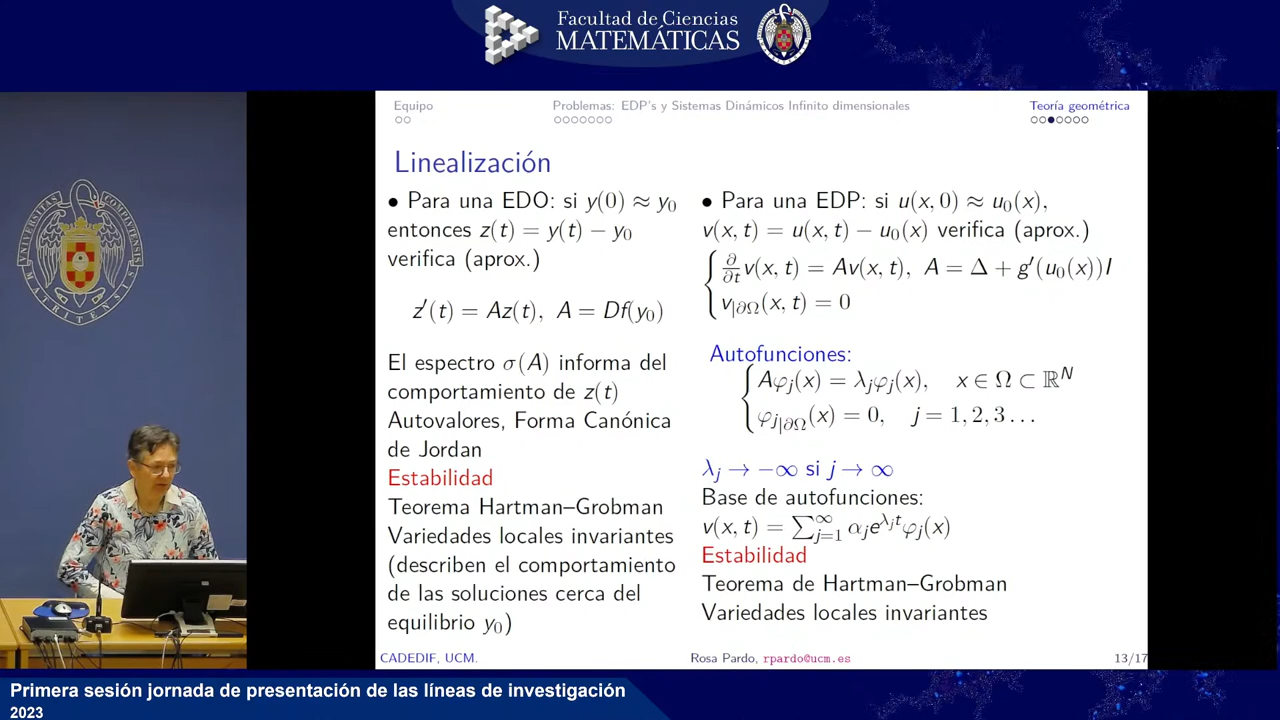 Facultad de Ciencias
MATEMÁTICAS
Equipo
Problemas: EDP's y Sistemas Dinámicos Infinito dimensionales
Teoría geométrica
Linealización
• Para una EDO: si y(0) ≈ y₀
entonces z(t) = y(t) − y₀
verifica (aprox.)
z′(t) = Az(t), A = Df(y₀)
El espectro σ(A) informa del
comportamiento de z(t)
Autovalores, Forma Canónica
de Jordan
Estabilidad
Teorema Hartman–Grobman
Variedades locales invariantes
(describen el comportamiento
de las soluciones cerca del
equilibrio y₀)
• Para una EDP: si u(x, 0) ≈ u₀(x),
v(x, t) = u(x, t) − u₀(x) verifica (aprox.)
∂/∂t v(x, t) = Av(x, t), A = Δ + g′(u₀(x))I
v|∂Ω(x, t) = 0
Autofunciones:
Aφⱼ(x) = λⱼφⱼ(x), x ∈ Ω ⊂ ℝᴺ
φⱼ|∂Ω(x) = 0, j = 1, 2, 3 …
λⱼ → −∞ si j → ∞
Base de autofunciones:
v(x, t) = ∑_{j=1}^{∞} αⱼe^{λⱼt}φⱼ(x)
Estabilidad
Teorema de Hartman–Grobman
Variedades locales invariantes
CADEDIF, UCM.
Rosa Pardo, rpardo@ucm.es
13/17
Primera sesión jornada de presentación de las líneas de investigación
2023